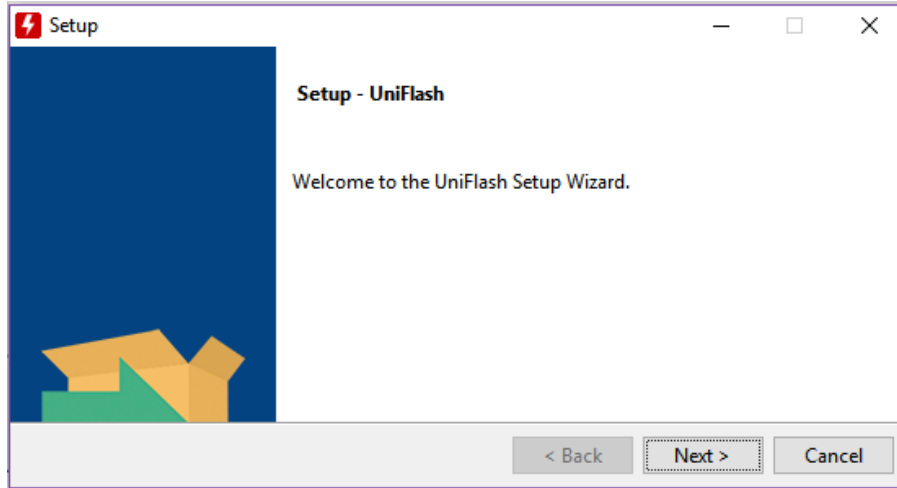 Setup
Setup - UniFlash
Welcome to the UniFlash Setup Wizard.
< Back Next > Cancel